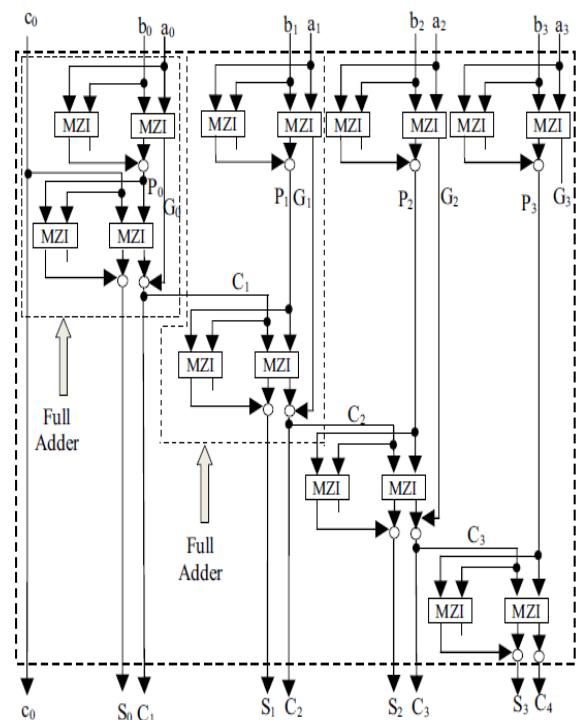 c0 b0 a0 b1 a1 b2 a2 b3 a3
MZI MZI MZI MZI MZI MZI MZI MZI
P0 G0 P1 G1 P2 G2 P3 G3
MZI MZI
C1
MZI MZI
Full
Adder
C2
MZI MZI
Full
Adder
C3
MZI MZI
c0 S0 C1 S1 C2 S2 C3 S3 C4